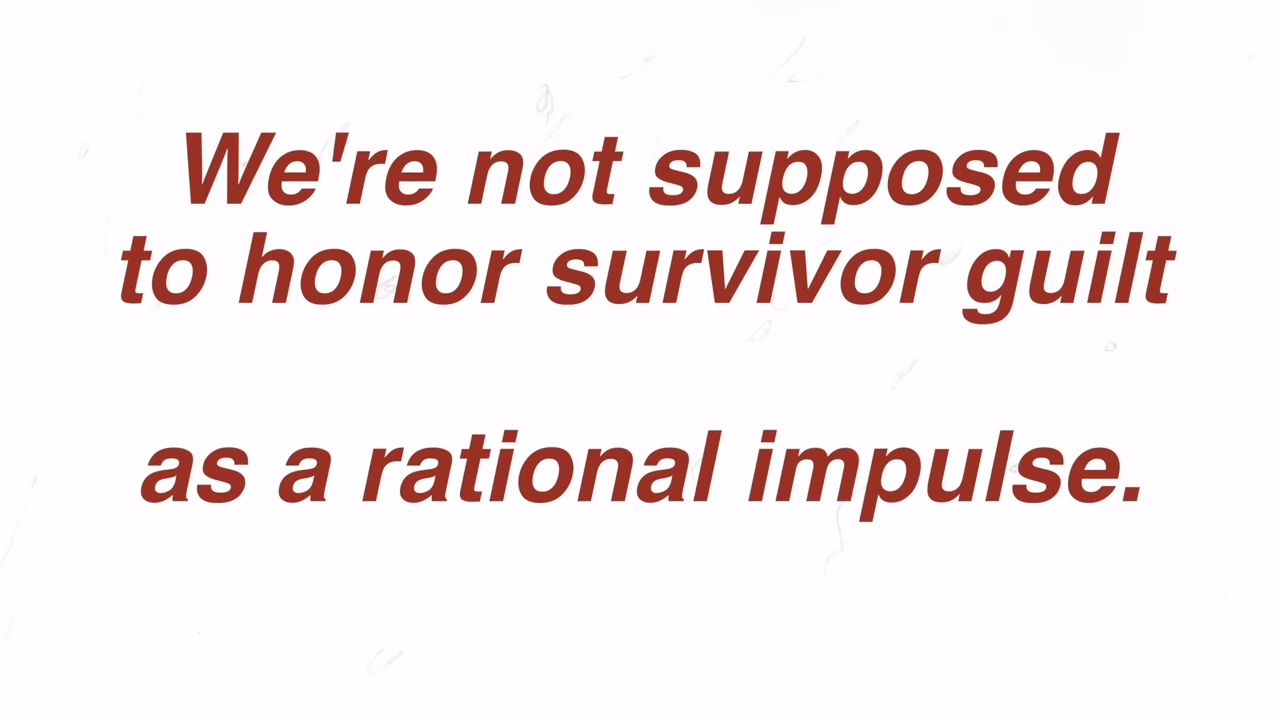 We're not supposed
to honor survivor guilt
as a rational impulse.